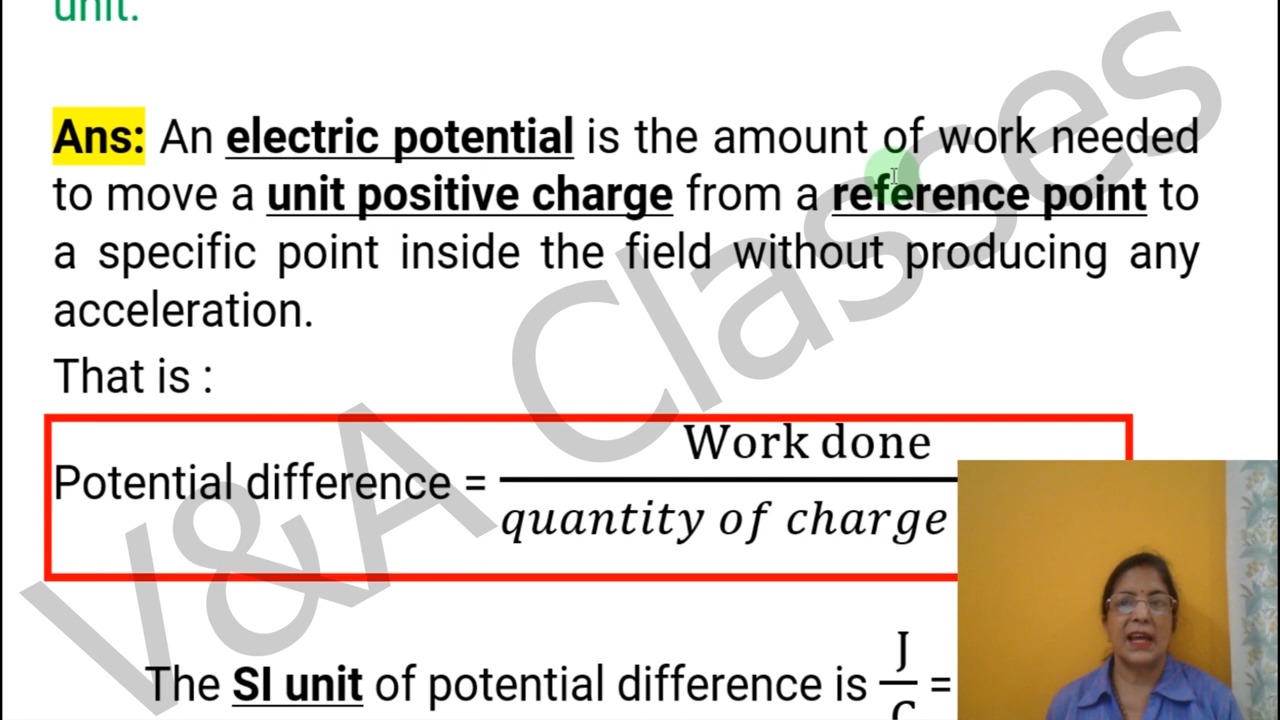 unit.
Ans: An electric potential is the amount of work needed
to move a unit positive charge from a reference point to
a specific point inside the field without producing any
acceleration.
That is :
Potential difference = Work done
quantity of charge
The SI unit of potential difference is J
C =
V&A Classes